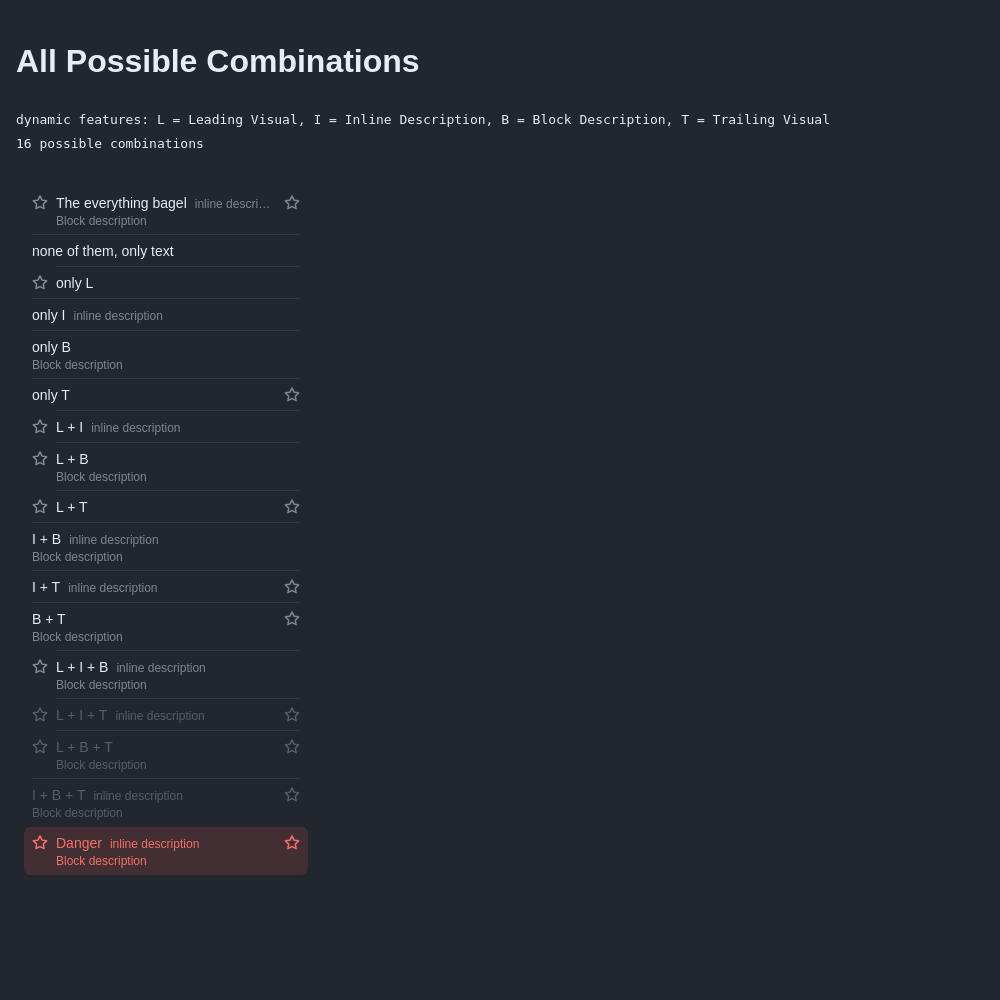 All Possible Combinations
dynamic features: L = Leading Visual, I = Inline Description, B = Block Description, T = Trailing Visual
16 possible combinations
The everything bagel inline descri…
Block description
none of them, only text
only L
only I inline description
only B
Block description
only T
L + I inline description
L + B
Block description
L + T
I + B inline description
Block description
I + T inline description
B + T
Block description
L + I + B inline description
Block description
L + I + T inline description
L + B + T
Block description
I + B + T inline description
Block description
Danger inline description
Block description